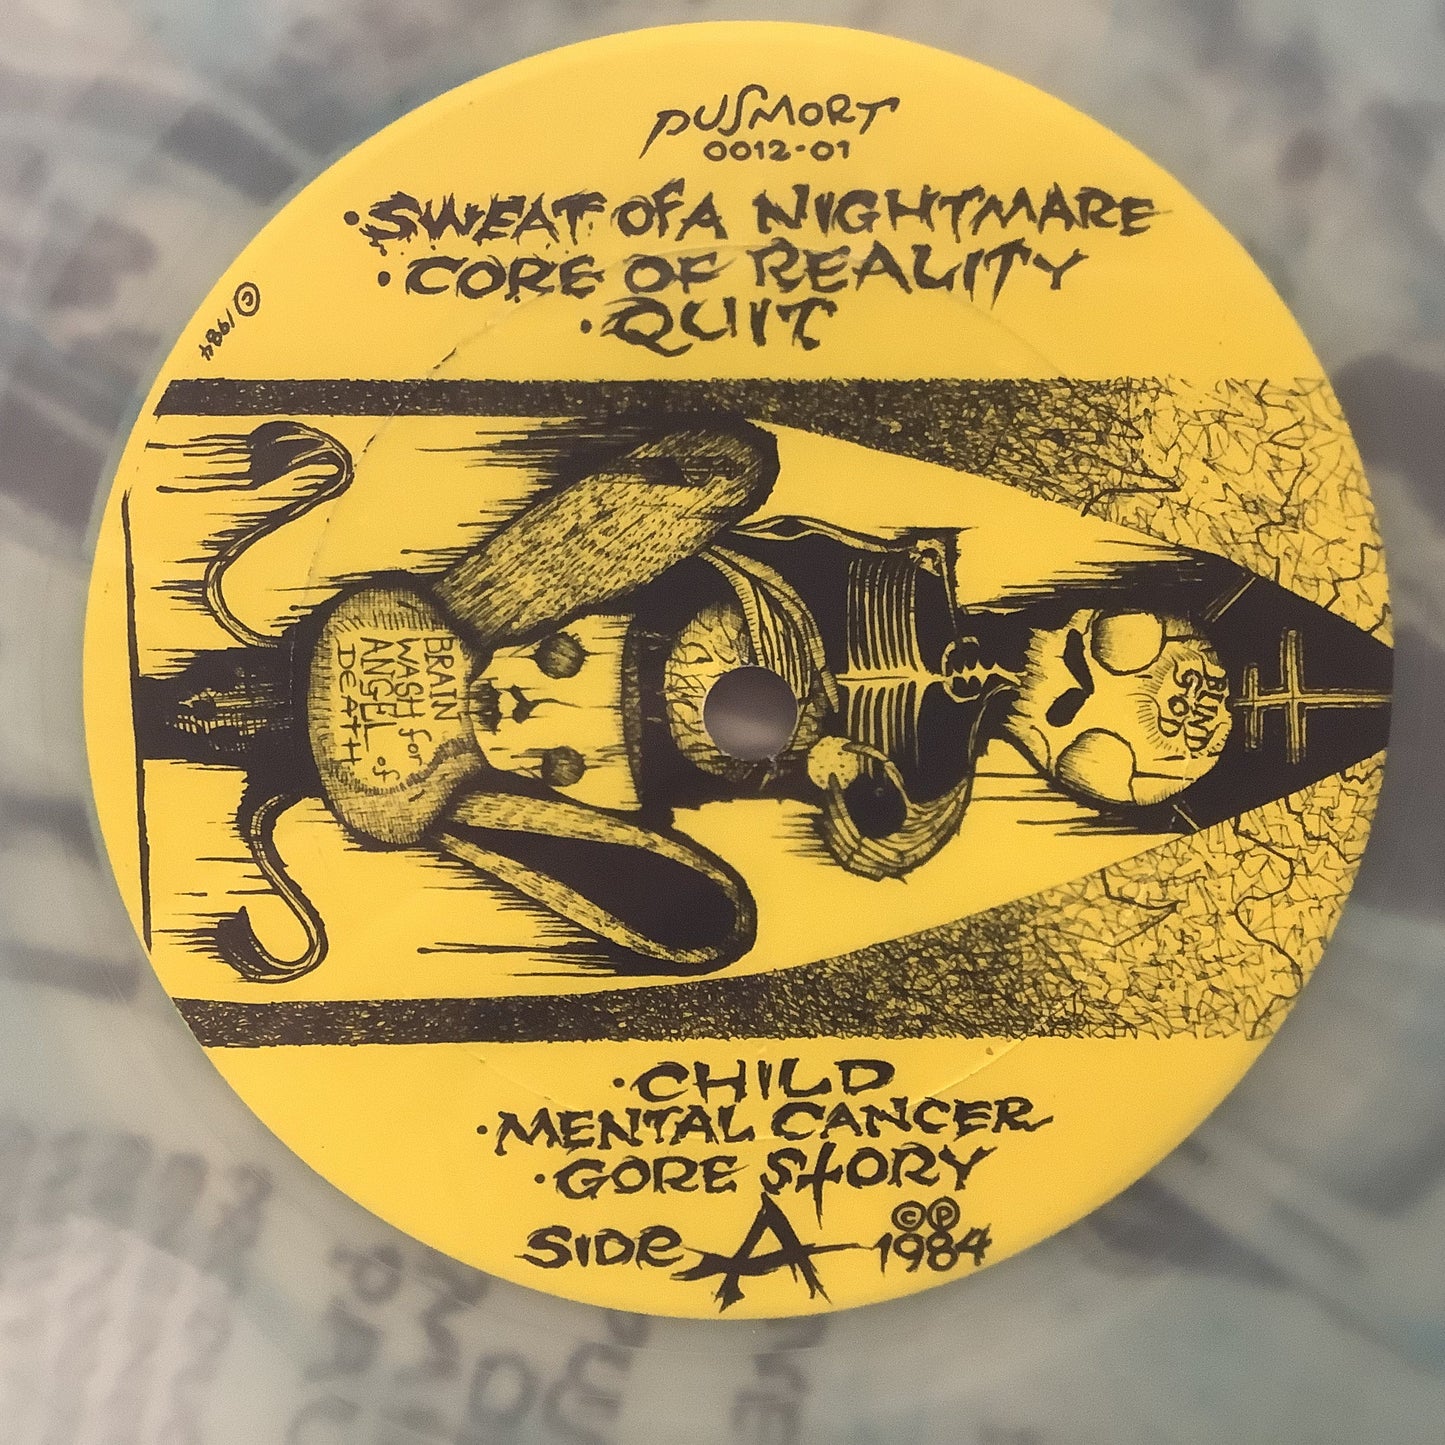 PUSMORT
0012-01
•SWEAT OF A NIGHTMARE
•CORE OF REALITY
•QUIT
© 1984
BRAIN
WASH for
ANGEL of
DEATH
BLIND
GOD
•CHILD
•MENTAL CANCER
•GORE STORY
SIDE A ©℗ 1984